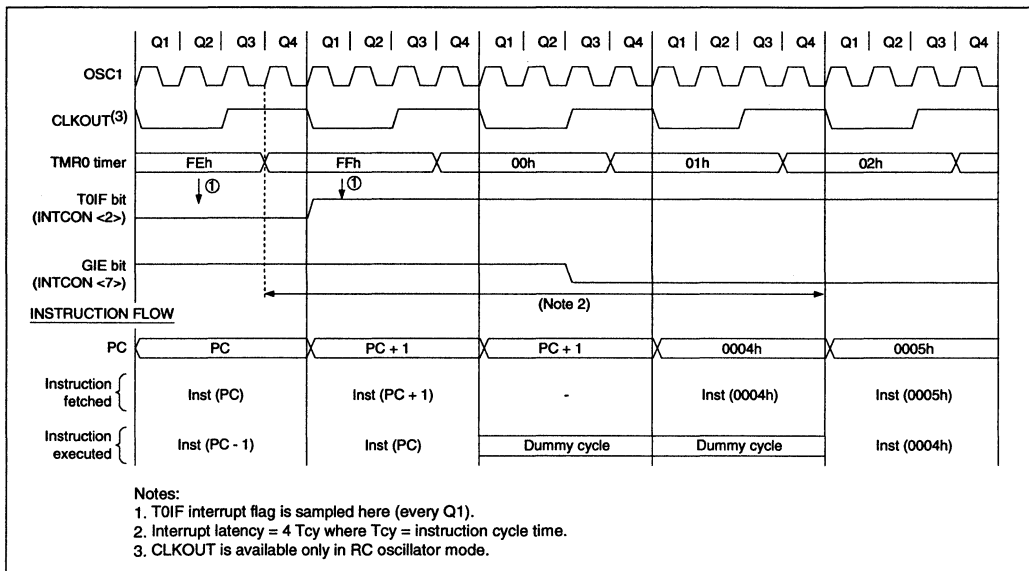 Q1 | Q2 | Q3 | Q4 | Q1 | Q2 | Q3 | Q4 | Q1 | Q2 | Q3 | Q4 | Q1 | Q2 | Q3 | Q4 | Q1 | Q2 | Q3 | Q4
OSC1
CLKOUT(3)
TMR0 timer FEh FFh 00h 01h 02h
① ①
T0IF bit
(INTCON <2>)
GIE bit
(INTCON <7>)
(Note 2)
INSTRUCTION FLOW
PC PC PC + 1 PC + 1 0004h 0005h
Instruction
fetched Inst (PC) Inst (PC + 1) - Inst (0004h) Inst (0005h)
Instruction
executed Inst (PC - 1) Inst (PC) Dummy cycle Dummy cycle Inst (0004h)
Notes:
1. T0IF interrupt flag is sampled here (every Q1).
2. Interrupt latency = 4 Tcy where Tcy = instruction cycle time.
3. CLKOUT is available only in RC oscillator mode.